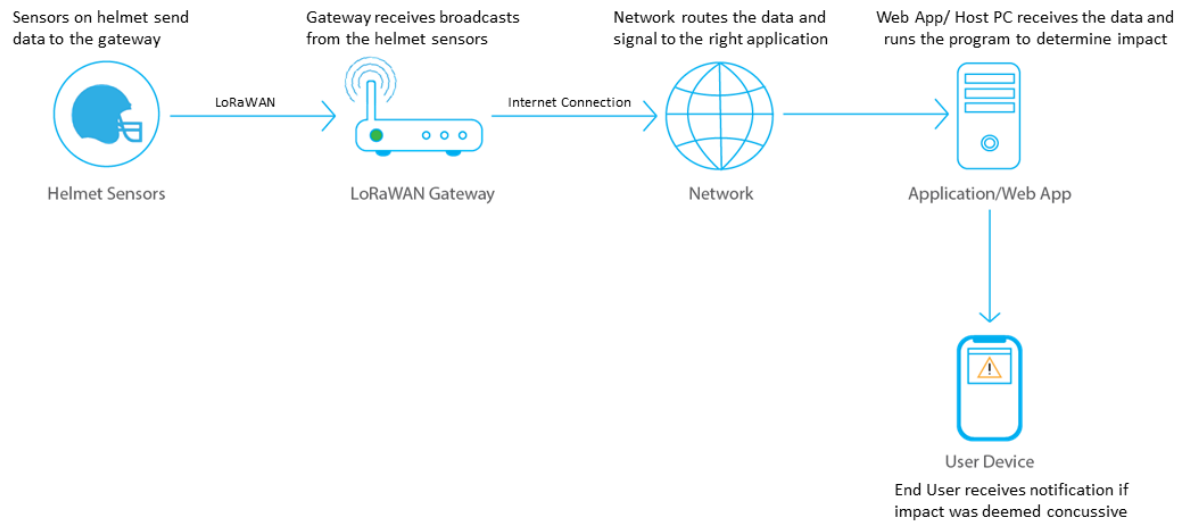 Sensors on helmet send
data to the gateway
Gateway receives broadcasts
from the helmet sensors
Network routes the data and
signal to the right application
Web App/ Host PC receives the data and
runs the program to determine impact
LoRaWAN
Internet Connection
Helmet Sensors
LoRaWAN Gateway
Network
Application/Web App
!
User Device
End User receives notification if
impact was deemed concussive